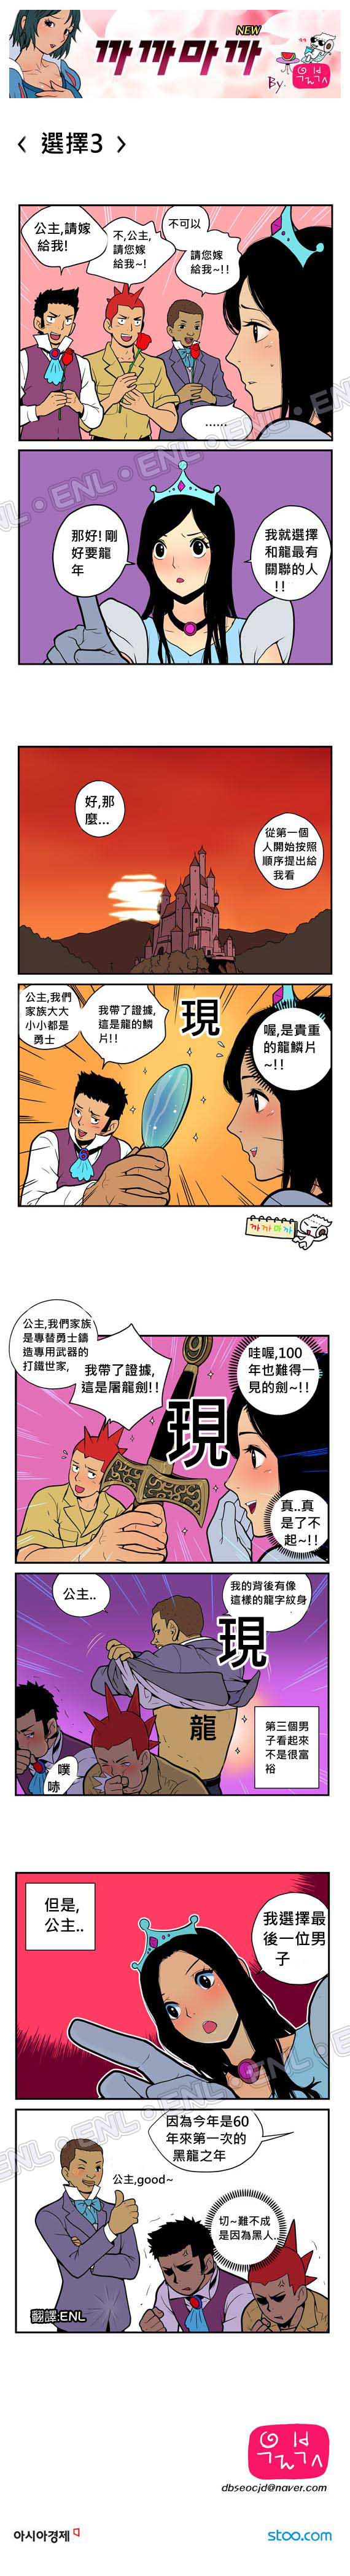 NEW
까까마까
By.
《 選擇3 》
公主,請嫁
給我!
不,公主,
請您嫁
給我~!
不可以
請您嫁
給我~!!
......
ENL
那好! 剛
好要龍
年
我就選擇
和龍最有
關聯的人
!!
好,那
麼...
從第一個
人開始按照
順序提出給
我看
公主,我們
家族大大
小小都是
勇士
我帶了證據,
這是龍的鱗
片!!
現
喔,是貴重
的龍鱗片
~!!
까까마까
公主,我們家族
是專替勇士鑄
造專用武器的
打鐵世家,
我帶了證據,
這是屠龍劍!!
現
哇喔,100
年也難得一
見的劍~!!
真..真
是了不
起~!!
公主..
我的背後有像
這樣的龍字紋身
現
龍
噗
哧
第三個男
子看起來
不是很富
裕
但是,
公主..
我選擇最
後一位男
子
ENL
因為今年是60
年來第一次的
黑龍之年
公主,good~
切~難不成
是因為黑人..
翻譯:ENL
dbseocjd@naver.com
아시아경제
stoo.com